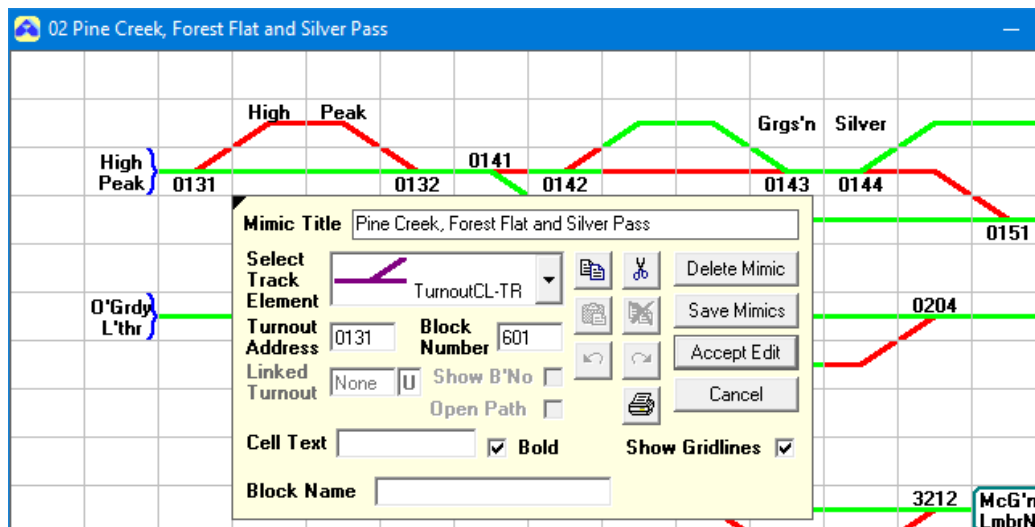 02 Pine Creek, Forest Flat and Silver Pass
High Peak
Grgs'n Silver
High
Peak
0141
0131
0132
0142
0143
0144
0151
Mimic Title Pine Creek, Forest Flat and Silver Pass
Select
Track
Element
TurnoutCL-TR
Delete Mimic
Save Mimics
O'Grdy
L'thr
0204
Turnout
Address
0131
Block
Number
601
Accept Edit
Linked
Turnout
None
U
Show B'No
Open Path
Cancel
Cell Text
Bold
Show Gridlines
Block Name
3212
McG'n
LmbrN